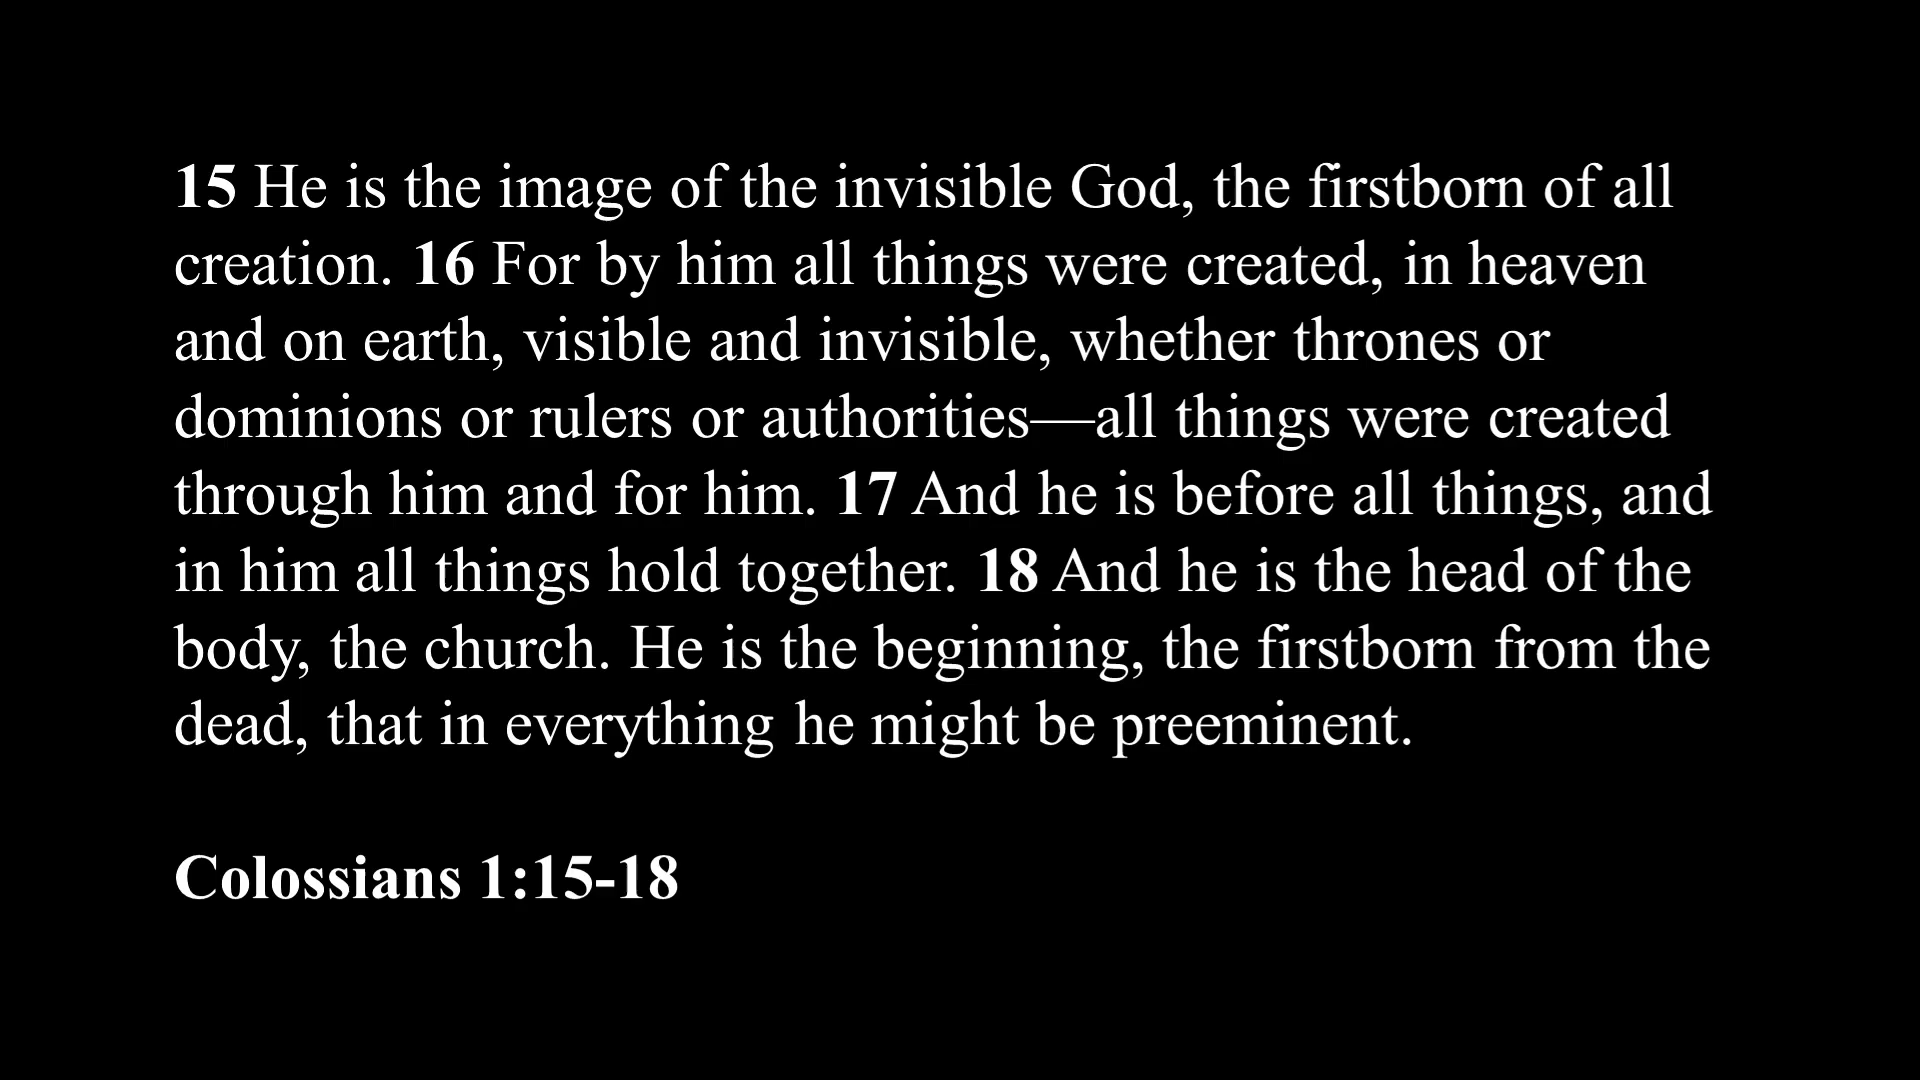 15 He is the image of the invisible God, the firstborn of all
creation. 16 For by him all things were created, in heaven
and on earth, visible and invisible, whether thrones or
dominions or rulers or authorities—all things were created
through him and for him. 17 And he is before all things, and
in him all things hold together. 18 And he is the head of the
body, the church. He is the beginning, the firstborn from the
dead, that in everything he might be preeminent.
Colossians 1:15-18